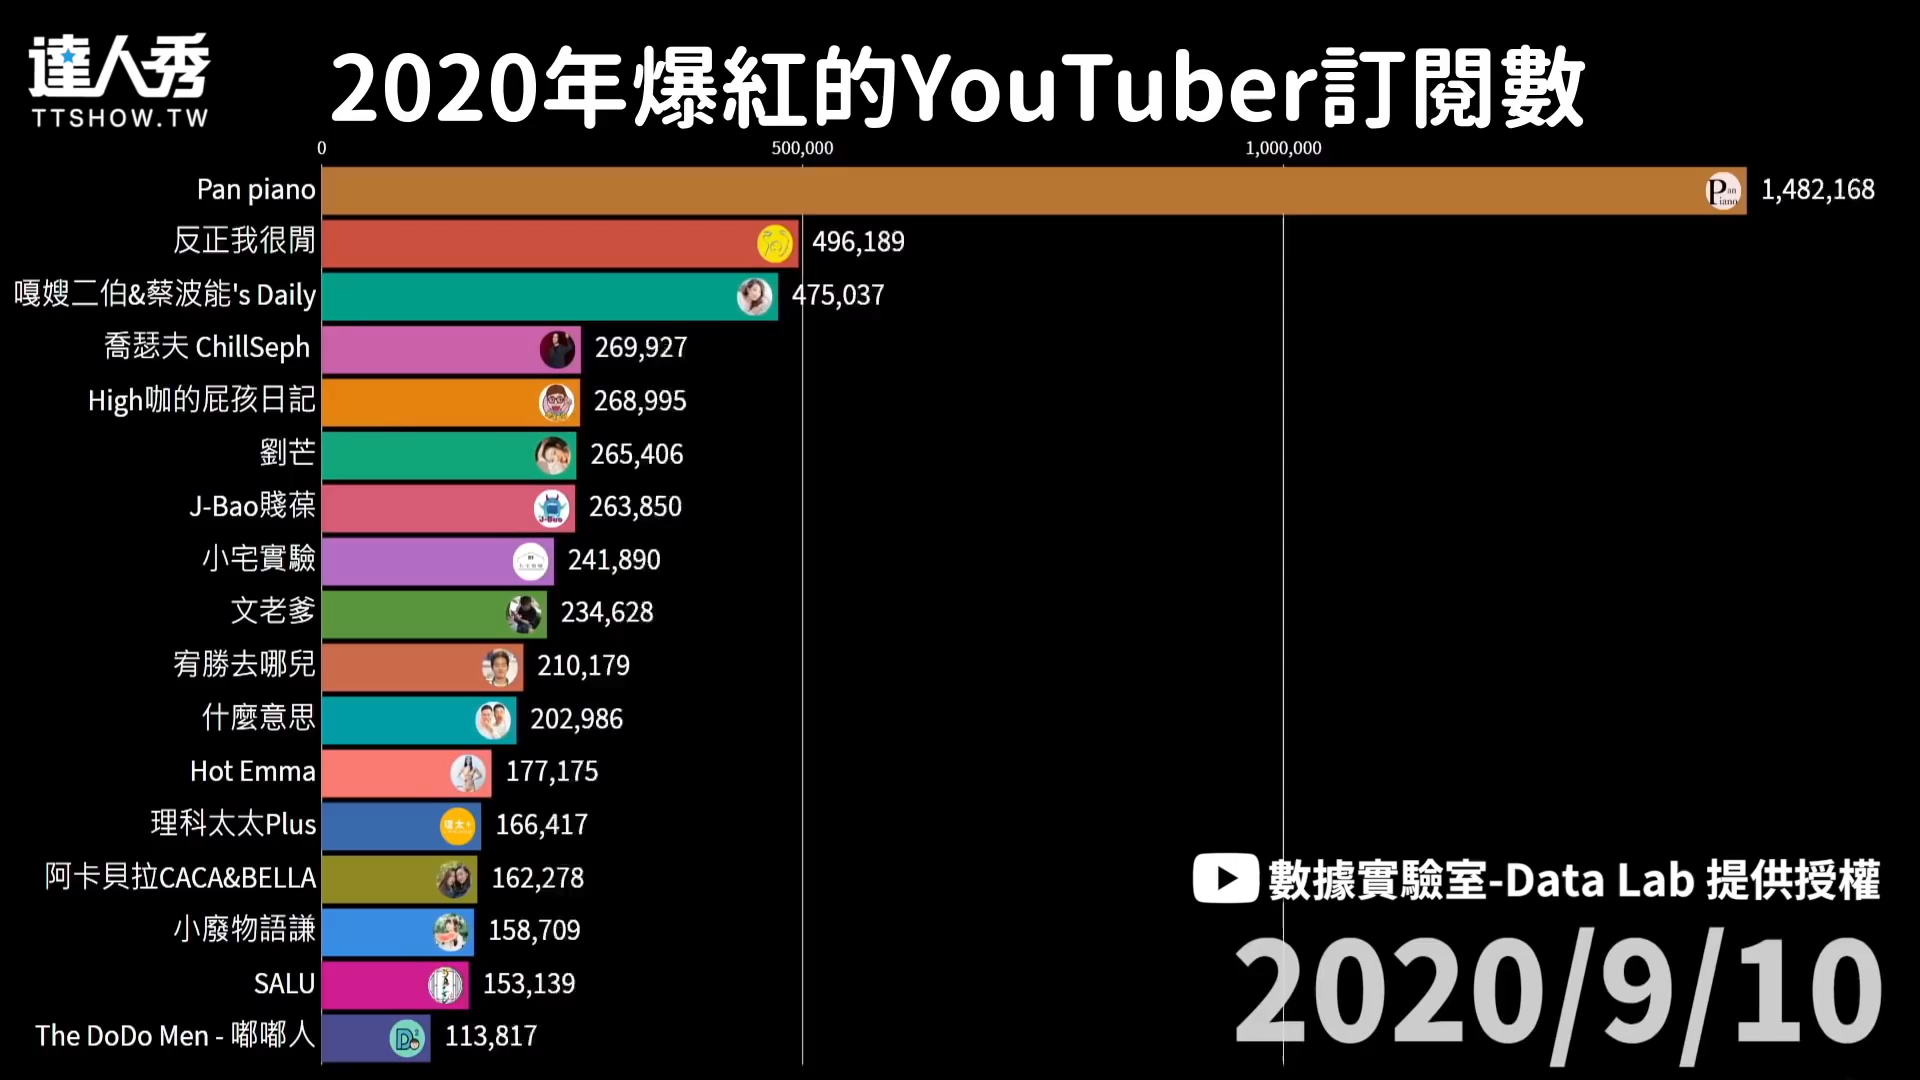 達人秀
TTSHOW.TW
2020年爆紅的YouTuber訂閱數
0 500,000 1,000,000
Pan piano 1,482,168
反正我很閒 496,189
嘎嫂二伯&蔡波能's Daily 475,037
喬瑟夫 ChillSeph 269,927
High咖的屁孩日記 268,995
劉芒 265,406
J-Bao賤葆 263,850
小宅實驗 241,890
文老爹 234,628
宥勝去哪兒 210,179
什麼意思 202,986
Hot Emma 177,175
理科太太Plus 166,417
阿卡貝拉CACA&BELLA 162,278
小廢物語謙 158,709
SALU 153,139
The DoDo Men - 嘟嘟人 113,817
數據實驗室-Data Lab 提供授權
2020/9/10